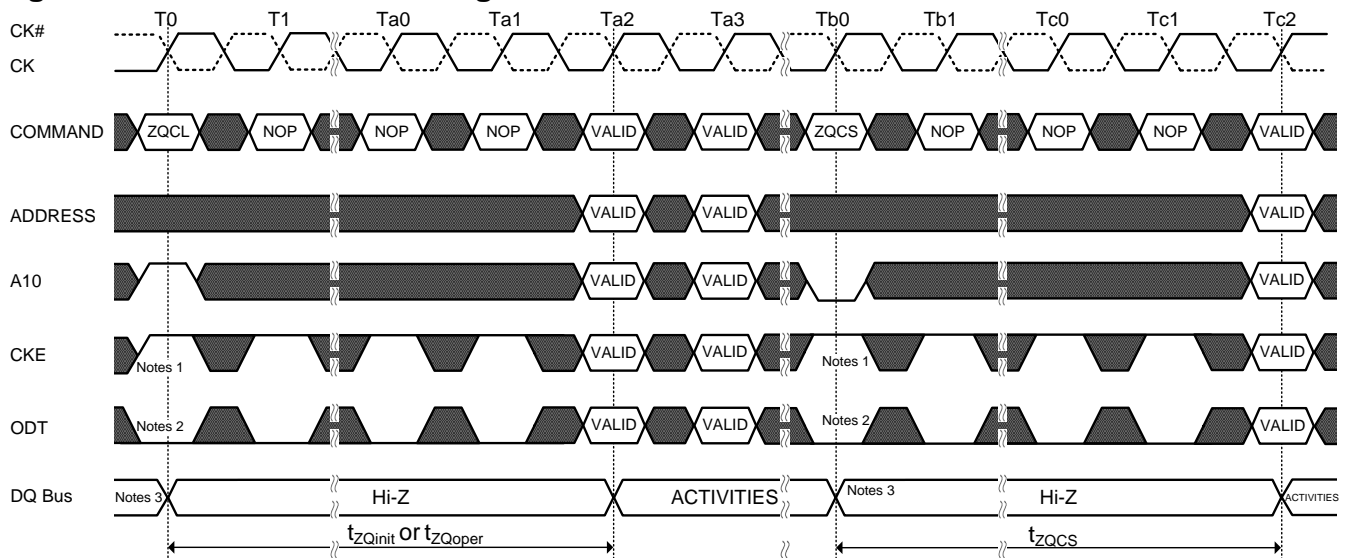 T0 T1 Ta0 Ta1 Ta2 Ta3 Tb0 Tb1 Tc0 Tc1 Tc2
CK#
CK
COMMAND ZQCL NOP NOP NOP VALID VALID ZQCS NOP NOP NOP VALID
ADDRESS VALID VALID VALID
A10 VALID VALID VALID
CKE Notes 1 VALID VALID Notes 1 VALID
ODT Notes 2 VALID VALID Notes 2 VALID
DQ Bus Notes 3 Hi-Z ACTIVITIES Notes 3 Hi-Z ACTIVITIES
tZQinit or tZQoper tZQCS